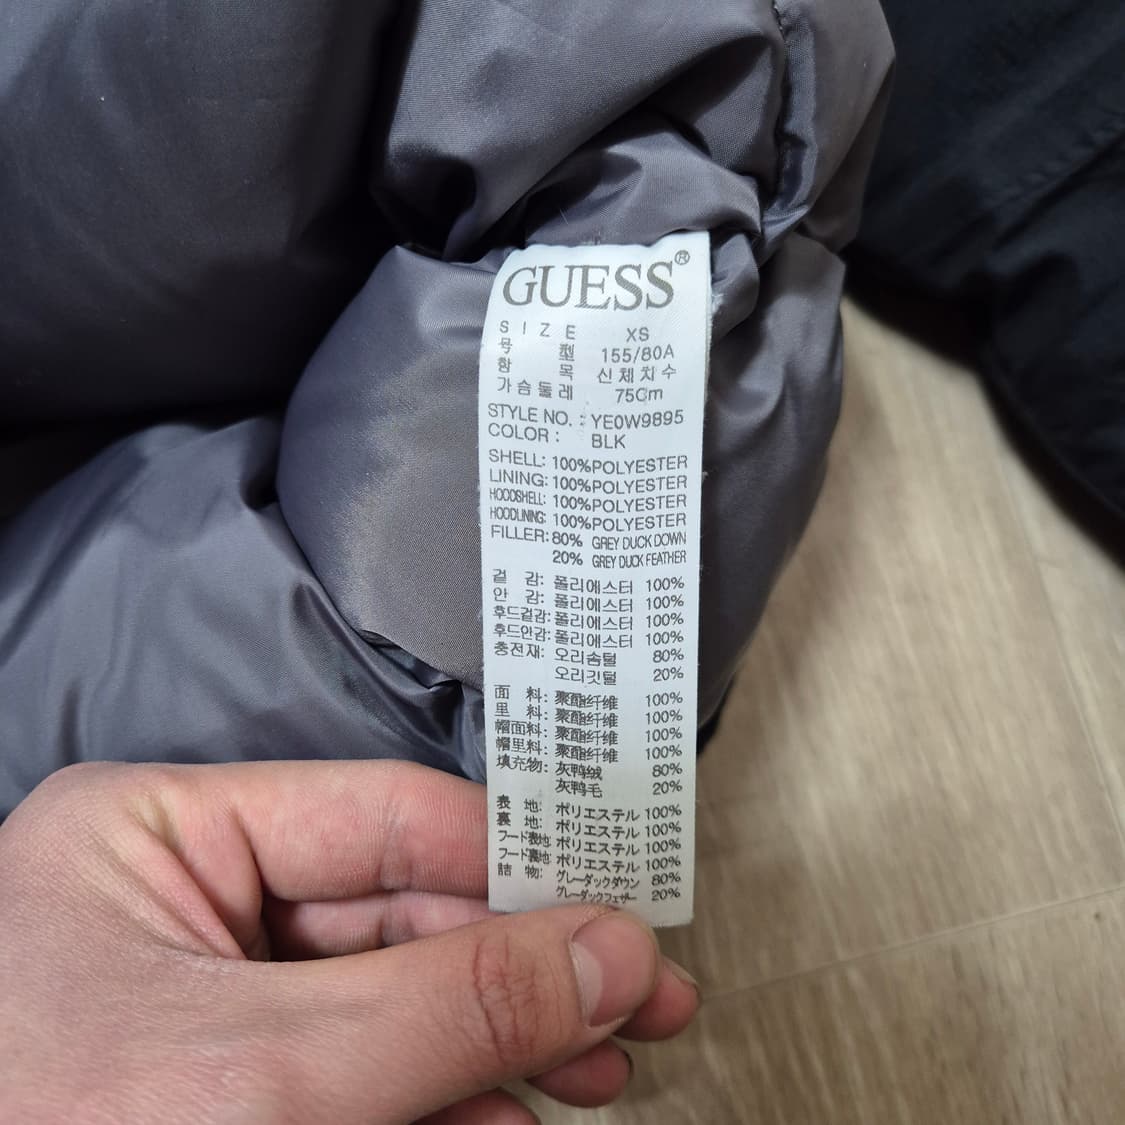 GUESS®
SIZE XS
号型 155/80A
항목 신체치수
가슴둘레 75Cm
STYLE NO. : YE0W9895
COLOR : BLK
SHELL: 100%POLYESTER
LINING: 100%POLYESTER
HOODSHELL: 100%POLYESTER
HOODLINING: 100%POLYESTER
FILLER: 80% GREY DUCK DOWN
20% GREY DUCK FEATHER
겉감: 폴리에스터 100%
안감: 폴리에스터 100%
후드겉감: 폴리에스터 100%
후드안감: 폴리에스터 100%
충전재: 오리솜털 80%
오리깃털 20%
面料: 聚酯纤维 100%
里料: 聚酯纤维 100%
帽面料: 聚酯纤维 100%
帽里料: 聚酯纤维 100%
填充物: 灰鸭绒 80%
灰鸭毛 20%
表地: ポリエステル 100%
裏地: ポリエステル 100%
フード表地: ポリエステル 100%
フード裏地: ポリエステル 100%
詰物: グレーダックダウン 80%
グレーダックフェザー 20%